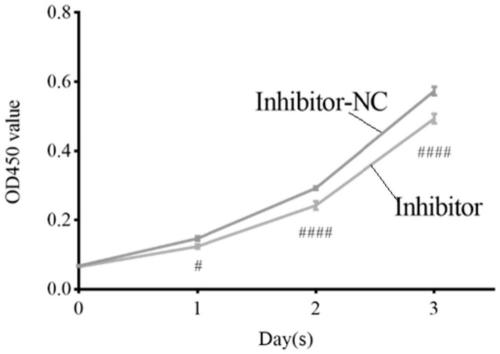 0.8
OD450 value
0.6
Inhibitor-NC
0.4
####
Inhibitor
0.2
####
#
0.0
0 1 2 3
Day(s)